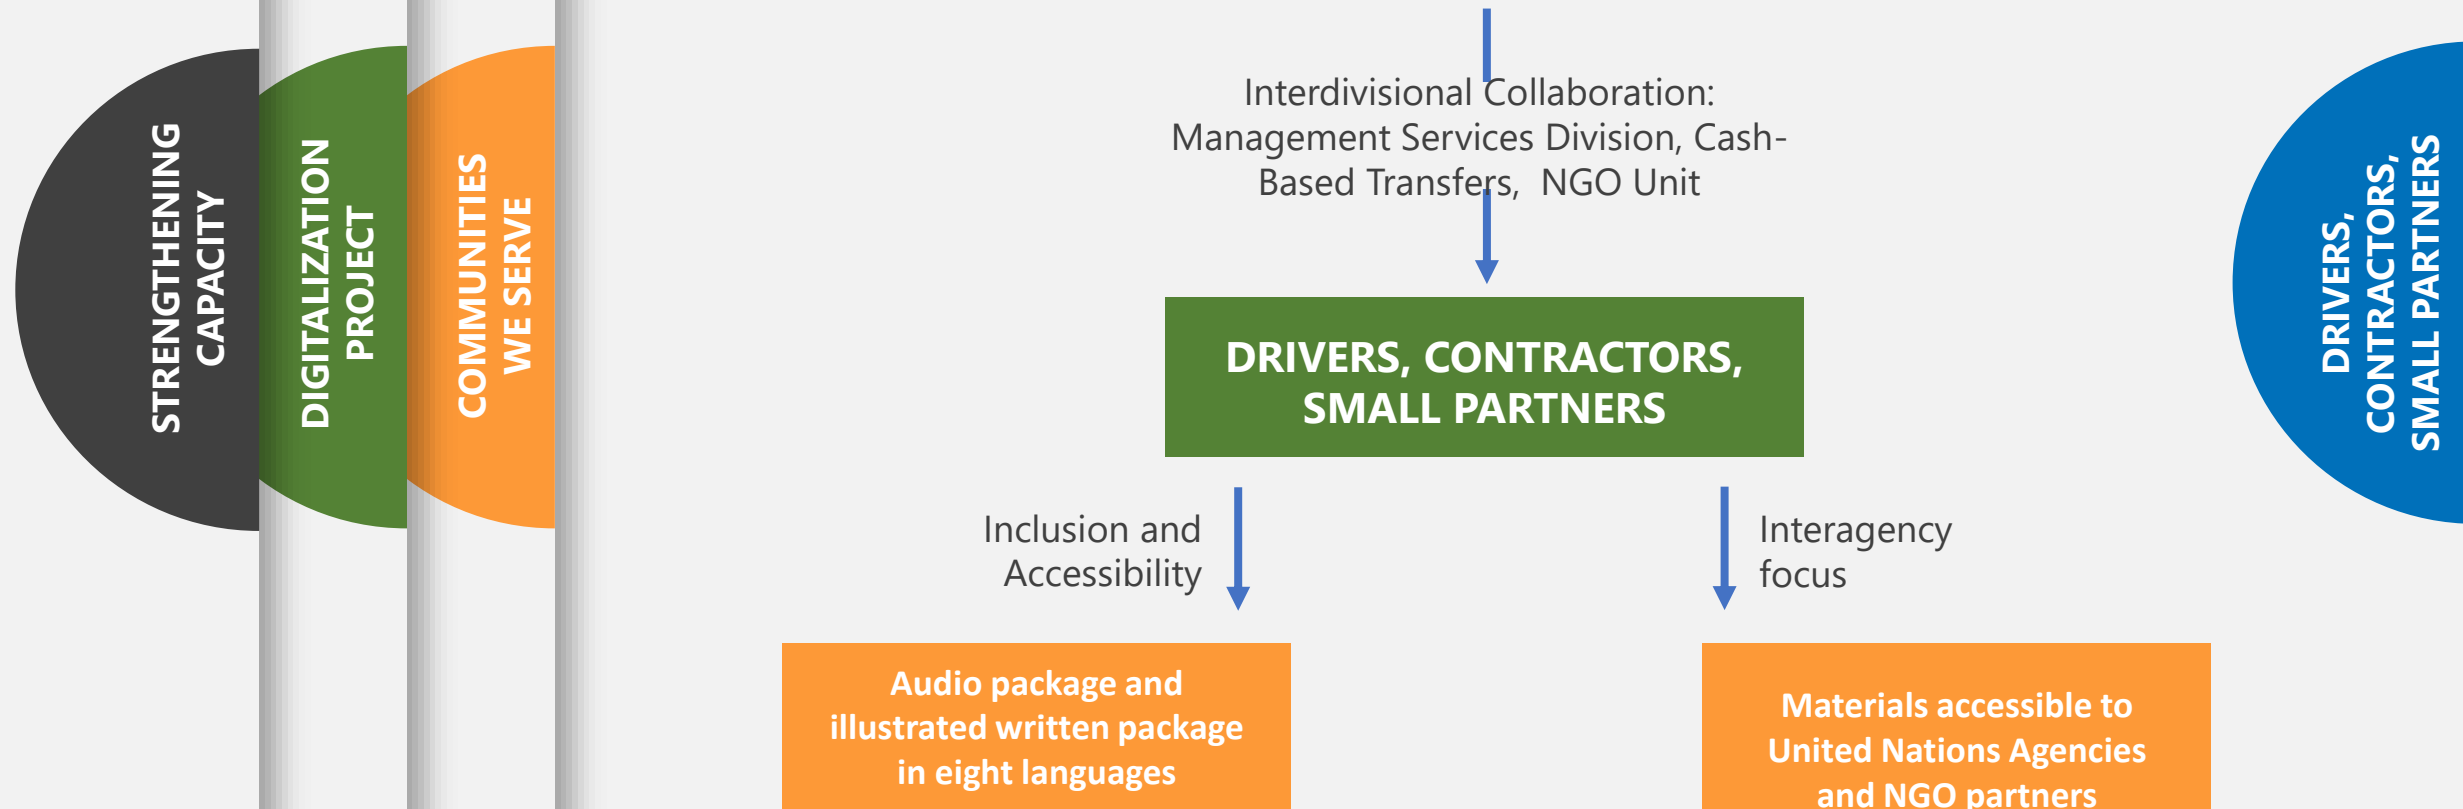 STRENGTHENING
CAPACITY
DIGITALIZATION
PROJECT
COMMUNITIES
WE SERVE
Interdivisional Collaboration:
Management Services Division, Cash-
Based Transfers,  NGO Unit
DRIVERS, CONTRACTORS,
SMALL PARTNERS
Inclusion and
Accessibility
Interagency
focus
Audio package and
illustrated written package
in eight languages
Materials accessible to
United Nations Agencies
and NGO partners
DRIVERS,
CONTRACTORS,
SMALL PARTNERS